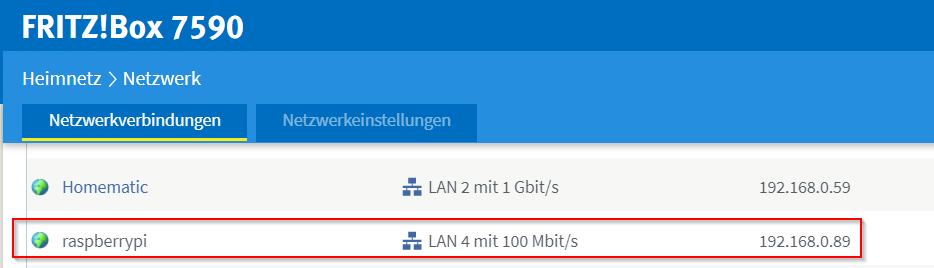 FRITZ!Box 7590
Heimnetz > Netzwerk
Netzwerkverbindungen Netzwerkeinstellungen
Homematic LAN 2 mit 1 Gbit/s 192.168.0.59
raspberrypi LAN 4 mit 100 Mbit/s 192.168.0.89